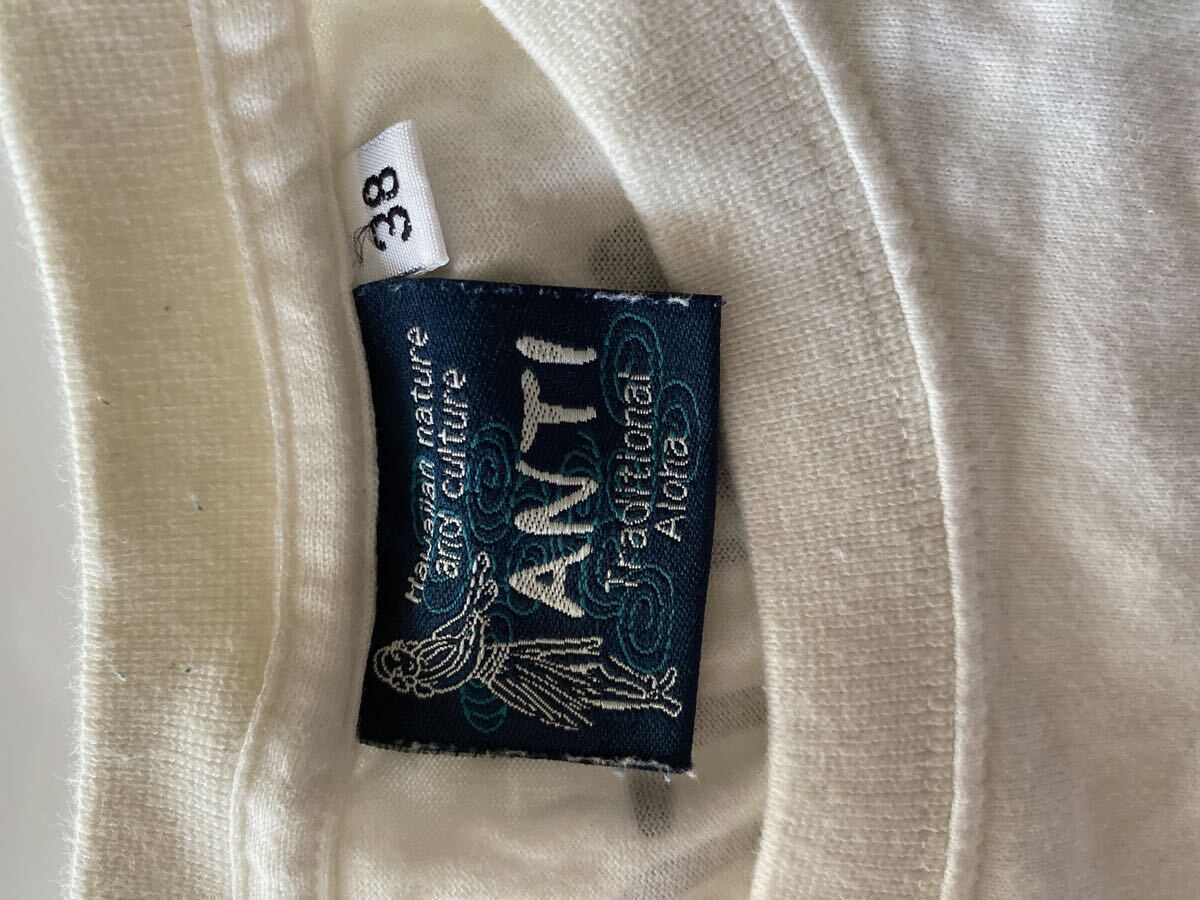 38
Hawaiian nature
and culture
ANTI
Traditional
Aloha